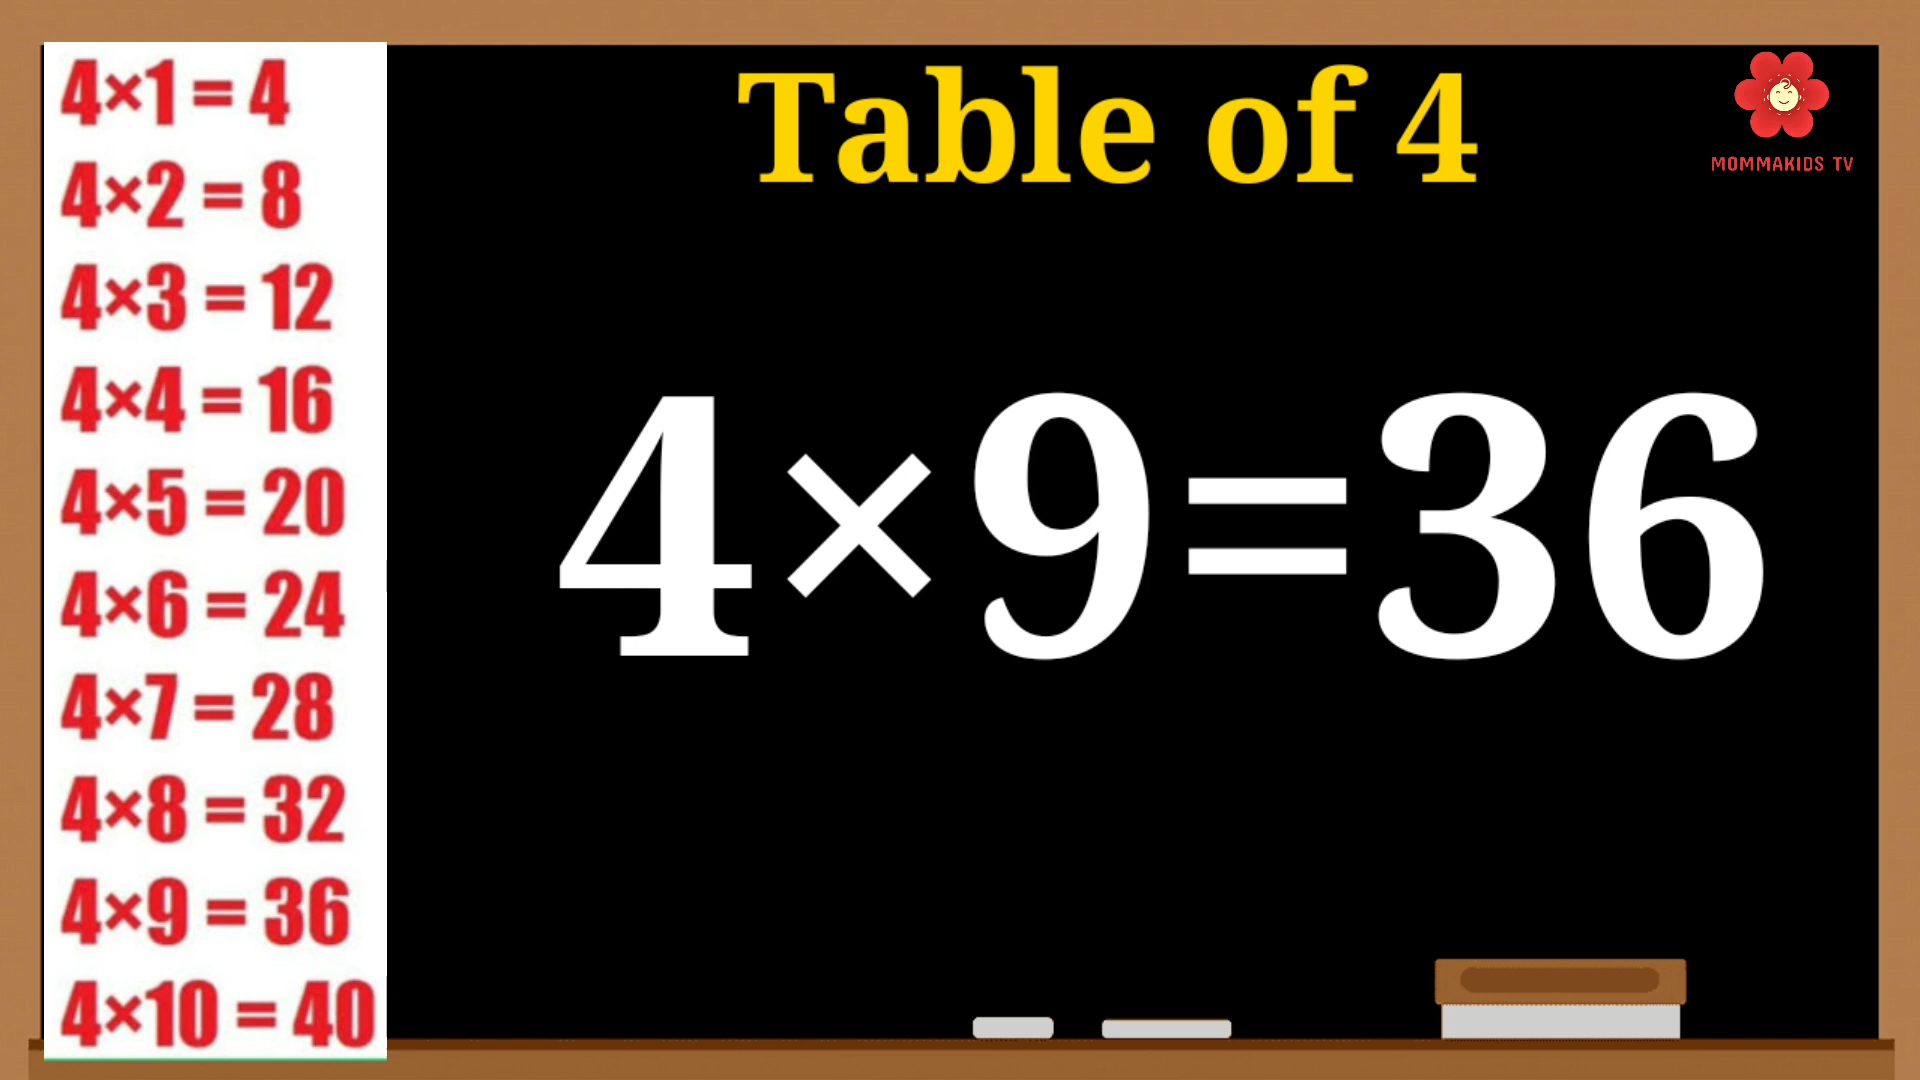 4×1 = 4
4×2 = 8
4×3 = 12
4×4 = 16
4×5 = 20
4×6 = 24
4×7 = 28
4×8 = 32
4×9 = 36
4×10 = 40
Table of 4
MOMMAKIDS TV
4×9=36